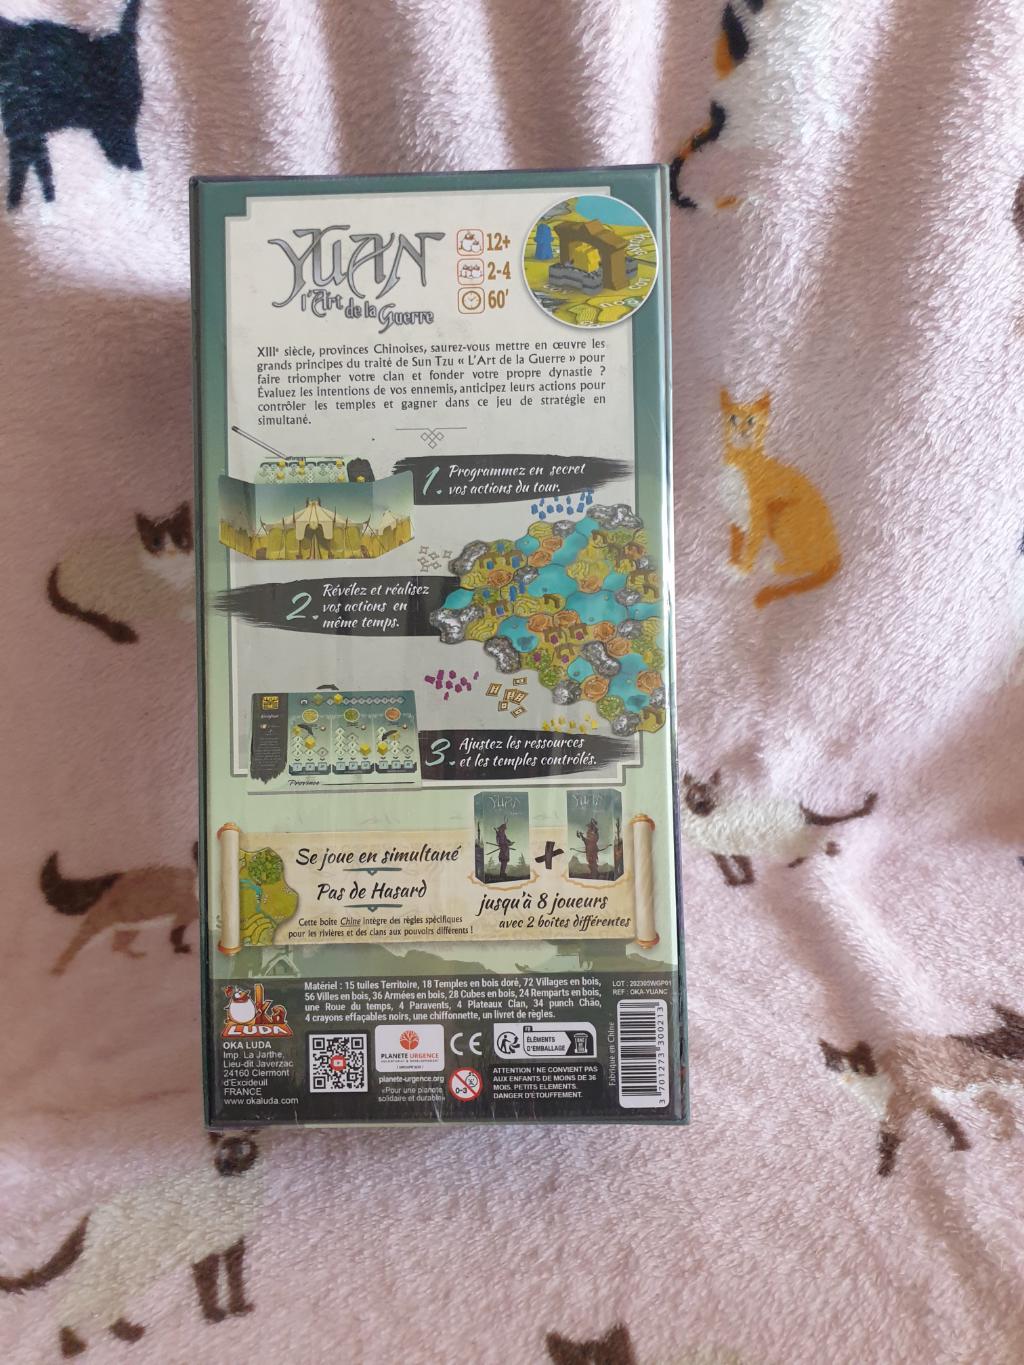 YUAN
l'Art de la Guerre
12+
2-4
60'
XIIIe siècle, provinces Chinoises, saurez-vous mettre en œuvre les
grands principes du traité de Sun Tzu « L'Art de la Guerre » pour
faire triompher votre clan et fonder votre propre dynastie ?
Évaluez les intentions de vos ennemis, anticipez leurs actions pour
contrôler les temples et gagner dans ce jeu de stratégie en
simultané.
1. Programmez en secret
vos actions du tour.
2. Révélez et réalisez
vos actions en
même temps.
3. Ajustez les ressources
et les temples contrôlés.
Province
YUAN
YUAN
+
Se joue en simultané
Pas de Hasard
jusqu'à 8 joueurs
avec 2 boites différentes
Cette boite Chine intègre des règles spécifiques
pour les rivières et des clans aux pouvoirs différents !
Matériel : 15 tuiles Territoire, 18 Temples en bois doré, 72 Villages en bois,
56 Villes en bois, 36 Armées en bois, 28 Cubes en bois, 24 Remparts en bois,
une Roue du temps, 4 Paravents, 4 Plateaux Clan, 34 punch Chāo,
4 crayons effaçables noirs, une chiffonnette, un livret de règles.
LOT : 202303WGP01
REF : OKA-YUANC
Oka
LUDA
OKA LUDA
Imp. La Jarthe,
Lieu-dit Javerzac
24160 Clermont
d'Excideuil
FRANCE
www.okaluda.com
PLANETE URGENCE
planete-urgence.org
«Pour une planète
solidaire et durable»
CE
0-3
FR
ÉLÉMENTS
D'EMBALLAGE
ATTENTION ! NE CONVIENT PAS
AUX ENFANTS DE MOINS DE 36
MOIS. PETITS ELEMENTS.
DANGER D'ÉTOUFFEMENT.
Fabriqué en Chine
3 701273 300213